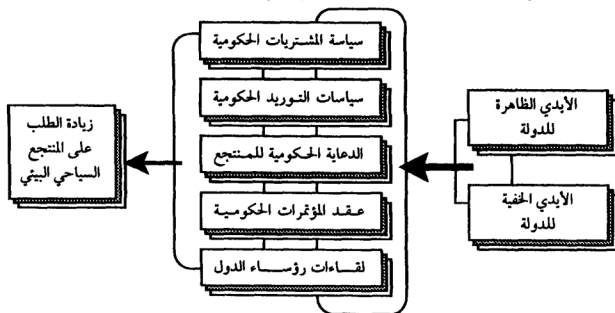 سياسة المشتريات الحكومية
سياسات التوريد الحكومية
الأيدي الظاهرة
للدولة
زيادة الطلب
على المنتجع
السياحي البيئي
الدعاية الحكومية للمنتجع
الأيدي الخفية
للدولة
عقد المؤتمرات الحكومية
لقاءات رؤساء الدول